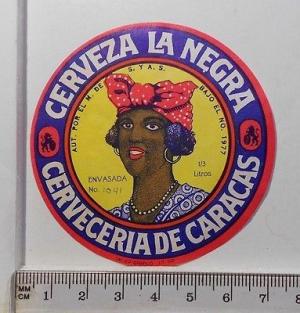 CERVEZA LA NEGRA
AUT. POR EL M. DE S. Y A. S. BAJO EL NO. 1977
ENVASADA
No. 1041
1/3
Litros
CERVECERIA DE CARACAS
MM
CM 1 2 3 4 5 6 7 8